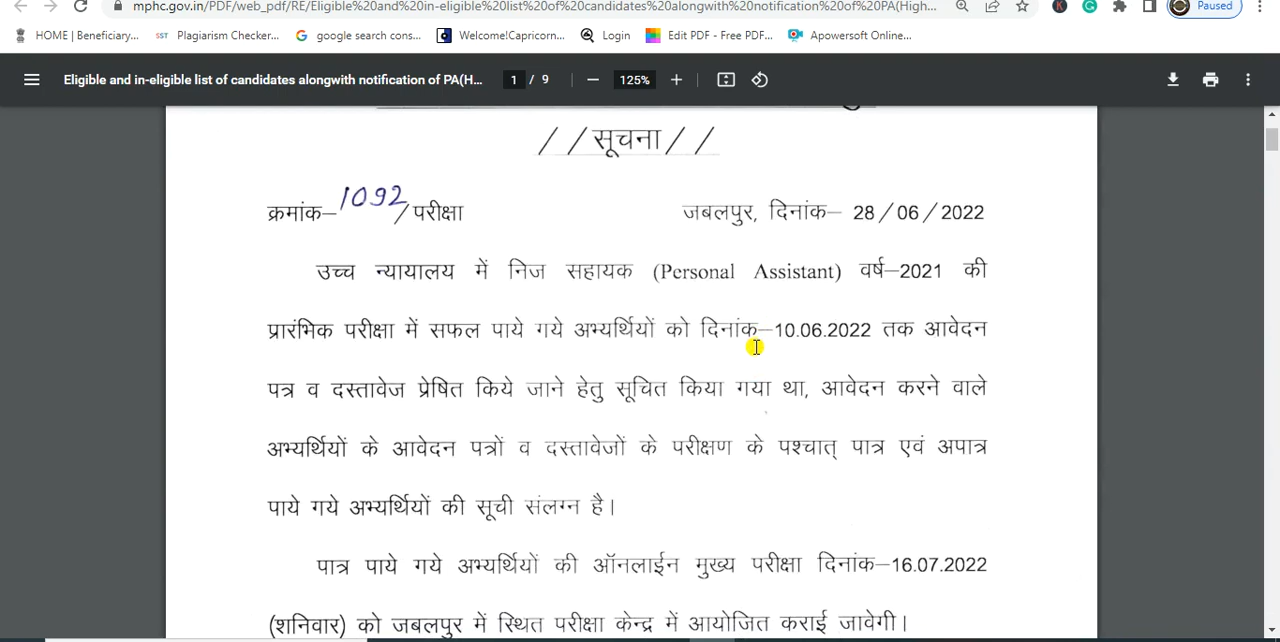 mphc.gov.in/PDF/web_pdf/RE/Eligible%20and%20in-eligible%20list%20of%20candidates%20alongwith%20notification%20of%20PA(High...
Paused
HOME | Beneficiary...
SST Plagiarism Checker...
google search cons...
Welcome!Capricorn...
Login
Edit PDF - Free PDF...
Apowersoft Online...
Eligible and in-eligible list of candidates alongwith notification of PA(H...
1 / 9
125%
//सूचना//
क्रमांक–1092/परीक्षा जबलपुर, दिनांक– 28/06/2022
उच्च न्यायालय में निज सहायक (Personal Assistant) वर्ष–2021 की
प्रारंभिक परीक्षा में सफल पाये गये अभ्यर्थियों को दिनांक–10.06.2022 तक आवेदन
पत्र व दस्तावेज प्रेषित किये जाने हेतु सूचित किया गया था, आवेदन करने वाले
अभ्यर्थियों के आवेदन पत्रों व दस्तावेजों के परीक्षण के पश्चात् पात्र एवं अपात्र
पाये गये अभ्यर्थियों की सूची संलग्न है।
पात्र पाये गये अभ्यर्थियों की ऑनलाईन मुख्य परीक्षा दिनांक–16.07.2022
(शनिवार) को जबलपुर में स्थित परीक्षा केन्द्र में आयोजित कराई जावेगी।